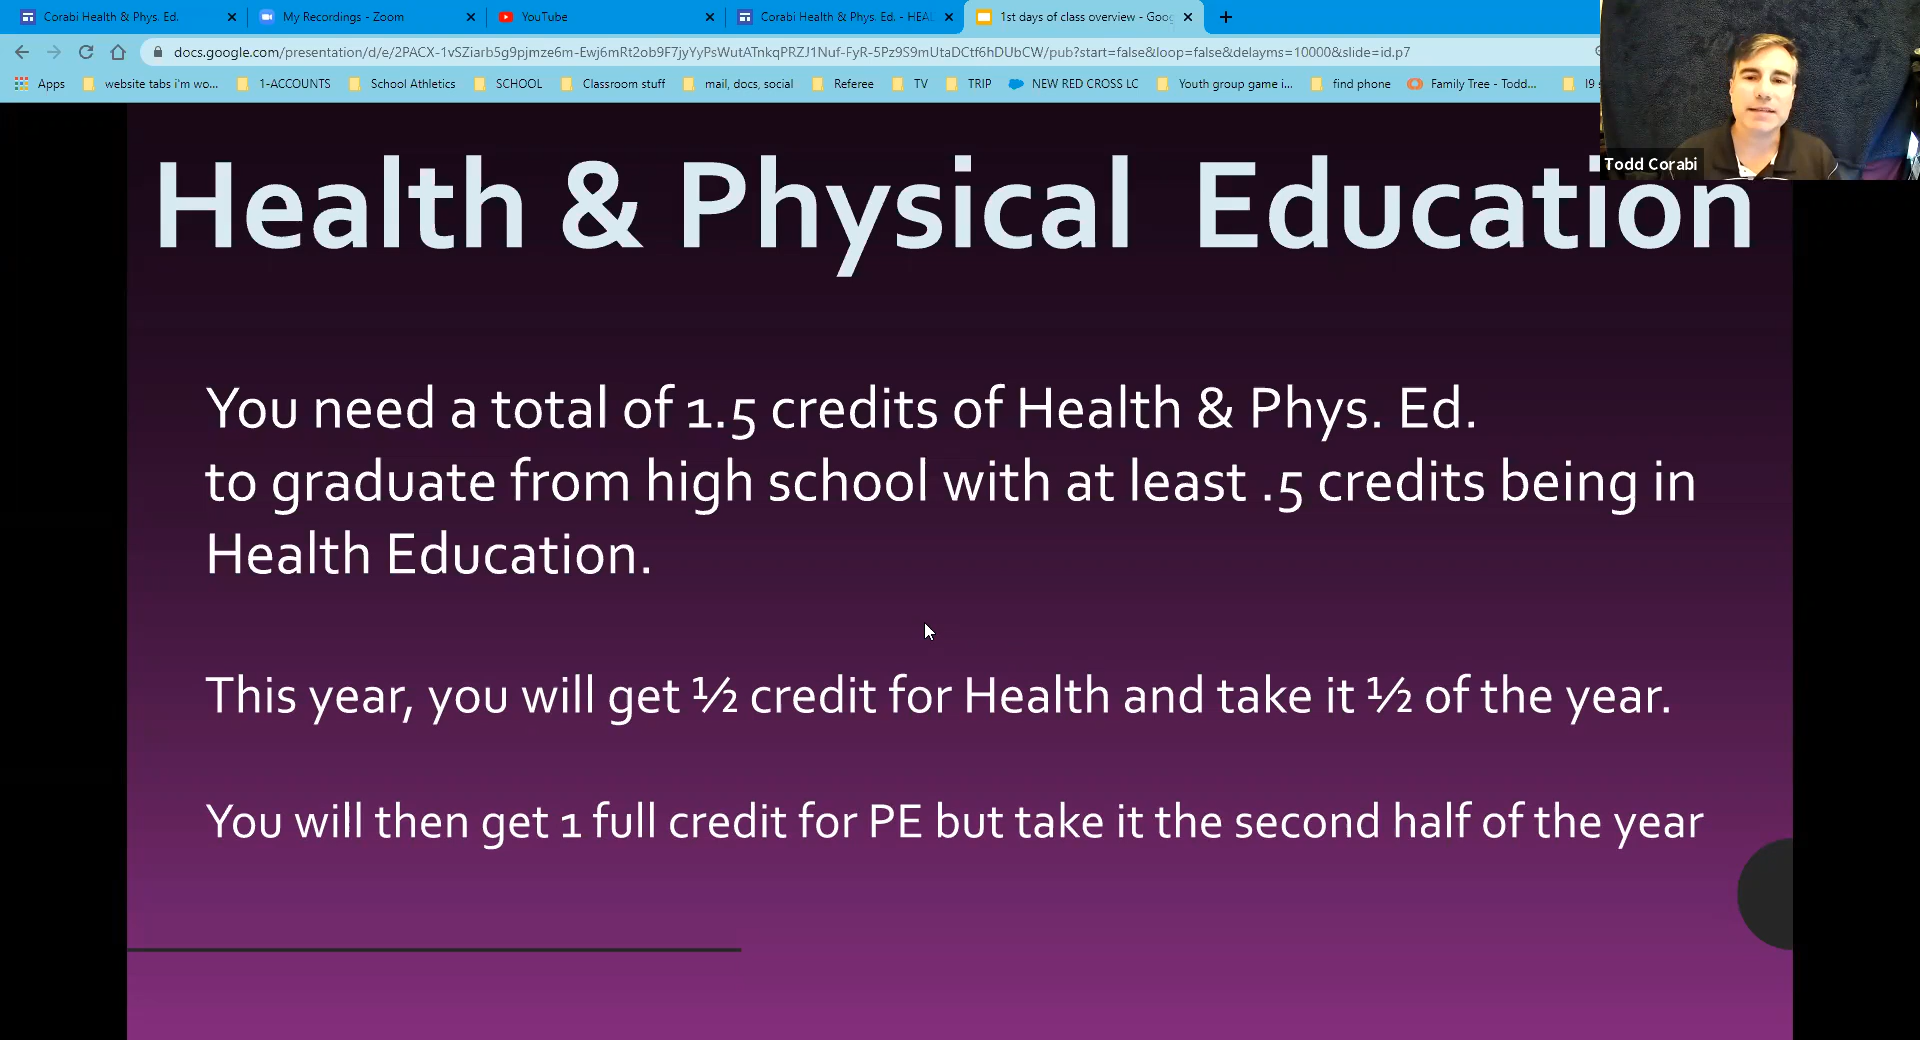 Corabi Health & Phys. Ed.
My Recordings - Zoom
YouTube
Corabi Health & Phys. Ed. - HEA
1st days of class overview - Goo
docs.google.com/presentation/d/e/2PACX-1vSZiarb5g9pjmze6m-Ewj6mRt2ob9F7jyYyPsWutATnkqPRZJ1Nuf-FyR-5Pz9S9mUtaDCtf6hDUbCW/pub?start=false&loop=false&delayms=10000&slide=id.p7
Apps
website tabs i'm wo...
1-ACCOUNTS
School Athletics
SCHOOL
Classroom stuff
mail, docs, social
Referee
TV
TRIP
NEW RED CROSS LC
Youth group game i...
find phone
Family Tree - Todd...
Todd Corabi
Health & Physical Education
You need a total of 1.5 credits of Health & Phys. Ed.
to graduate from high school with at least .5 credits being in
Health Education.
This year, you will get ½ credit for Health and take it ½ of the year.
You will then get 1 full credit for PE but take it the second half of the year